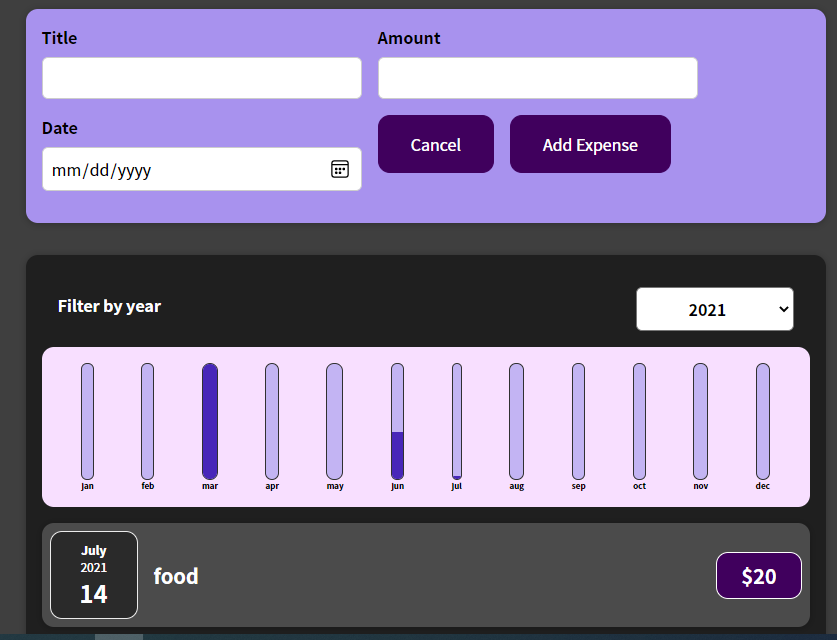 Title
Amount
Date
mm/dd/yyyy
Cancel
Add Expense
Filter by year
2021
jan feb mar apr may jun jul aug sep oct nov dec
July
2021
14
food
$20